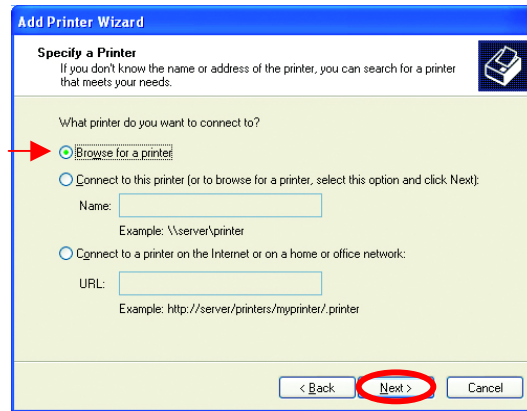 Add Printer Wizard
Specify a Printer
If you don't know the name or address of the printer, you can search for a printer
that meets your needs.
What printer do you want to connect to?
Browse for a printer
Connect to this printer (or to browse for a printer, select this option and click Next):
Name:
Example: \\server\printer
Connect to a printer on the Internet or on a home or office network:
URL:
Example: http://server/printers/myprinter/.printer
< Back Next > Cancel